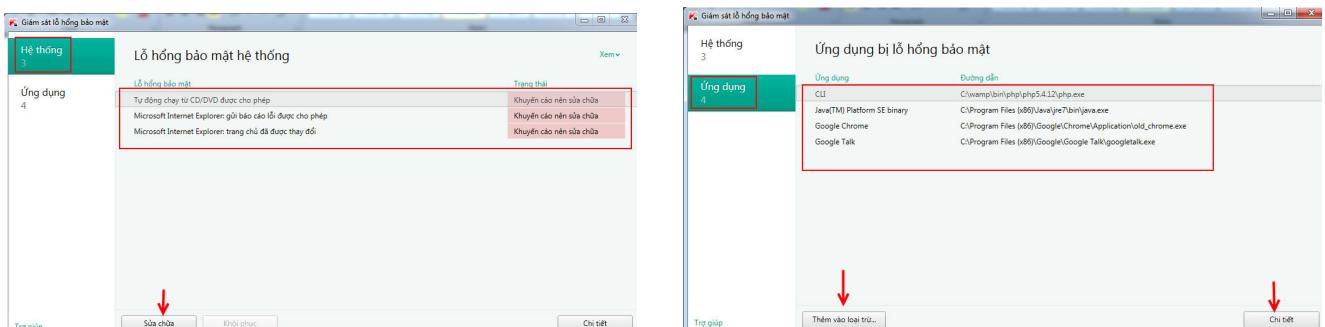 Giám sát lỗ hổng bảo mật
Hệ thống
3
Ứng dụng
4
Lỗ hổng bảo mật hệ thống
Xem
Lỗ hổng bảo mật
Trạng thái
Tự động chạy từ CD/DVD được cho phép
Khuyến cáo nên sửa chữa
Microsoft Internet Explorer: gửi báo cáo lỗi được cho phép
Khuyến cáo nên sửa chữa
Microsoft Internet Explorer: trang chủ đã được thay đổi
Khuyến cáo nên sửa chữa
Trợ giúp
Sửa chữa
Khôi phục
Chi tiết
Giám sát lỗ hổng bảo mật
Hệ thống
3
Ứng dụng
4
Ứng dụng bị lỗ hổng bảo mật
Ứng dụng
Đường dẫn
CLI
C:\wamp\bin\php\php5.4.12\php.exe
Java(TM) Platform SE binary
C:\Program Files (x86)\Java\jre7\bin\java.exe
Google Chrome
C:\Program Files (x86)\Google\Chrome\Application\old_chrome.exe
Google Talk
C:\Program Files (x86)\Google\Google Talk\googletalk.exe
Trợ giúp
Thêm vào loại trừ...
Chi tiết